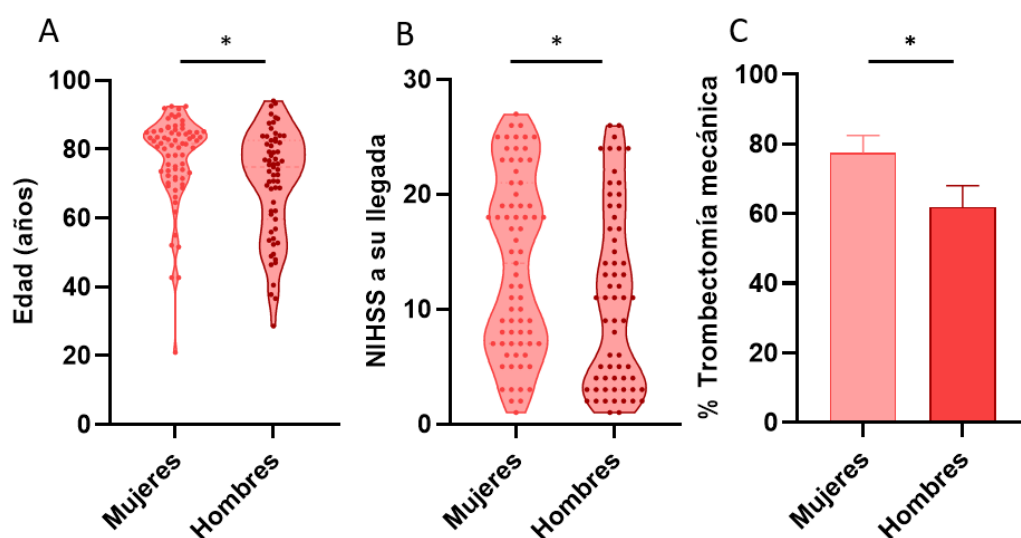 A
*
Edad (años)
100
80
60
40
20
0
Mujeres
Hombres
B
*
NIHSS a su llegada
30
20
10
0
Mujeres
Hombres
C
*
% Trombectomía mecánica
100
80
60
40
20
0
Mujeres
Hombres